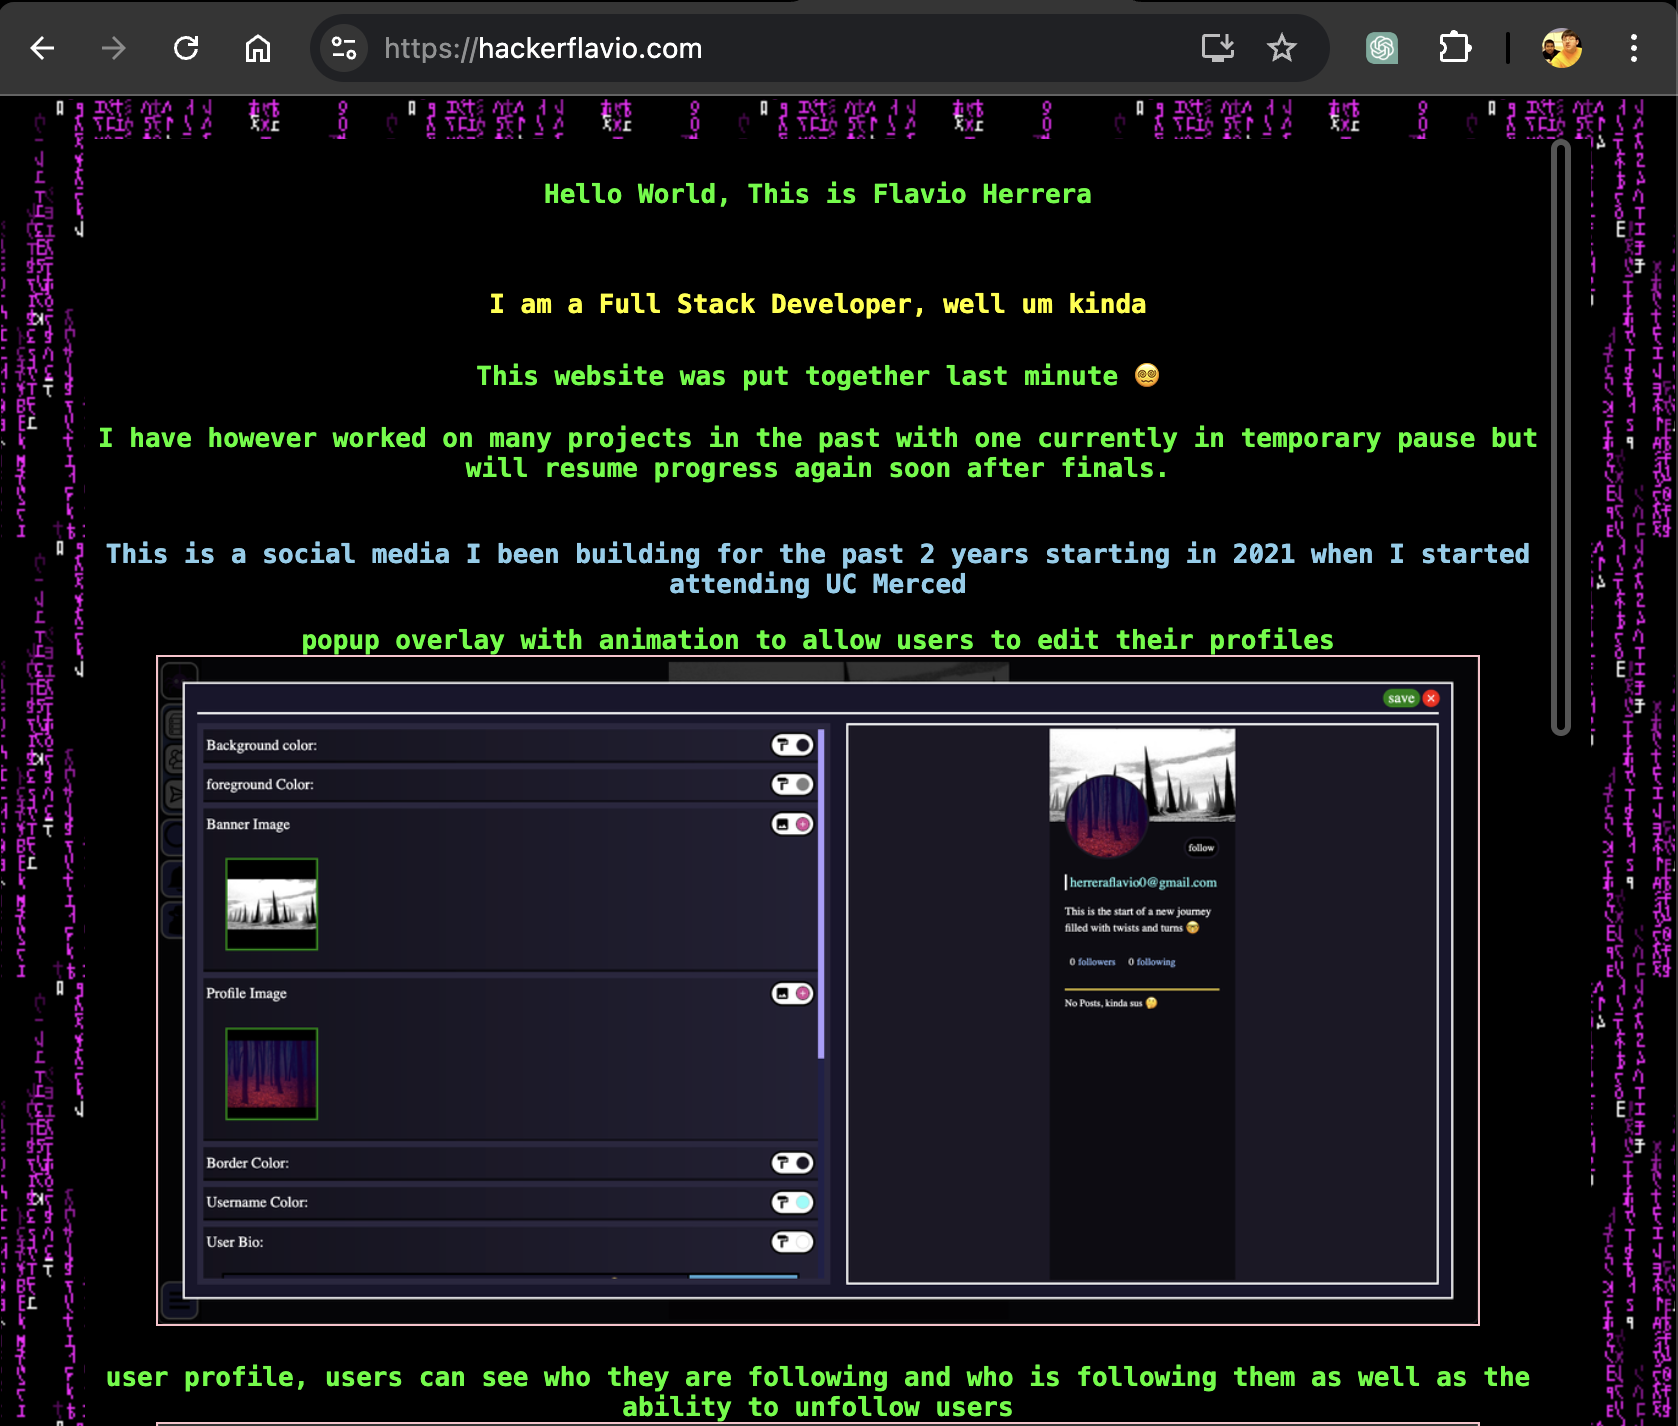 https://hackerflavio.com
Hello World, This is Flavio Herrera
I am a Full Stack Developer, well um kinda
This website was put together last minute 😵‍💫
I have however worked on many projects in the past with one currently in temporary pause but
will resume progress again soon after finals.
This is a social media I been building for the past 2 years starting in 2021 when I started
attending UC Merced
popup overlay with animation to allow users to edit their profiles
save
Background color:
foreground Color:
Banner Image
Profile Image
Border Color:
Username Color:
User Bio:
follow
herreraflavio0@gmail.com
This is the start of a new journey
filled with twists and turns 🤓
0 followers 0 following
No Posts, kinda sus 🤔
user profile, users can see who they are following and who is following them as well as the
ability to unfollow users